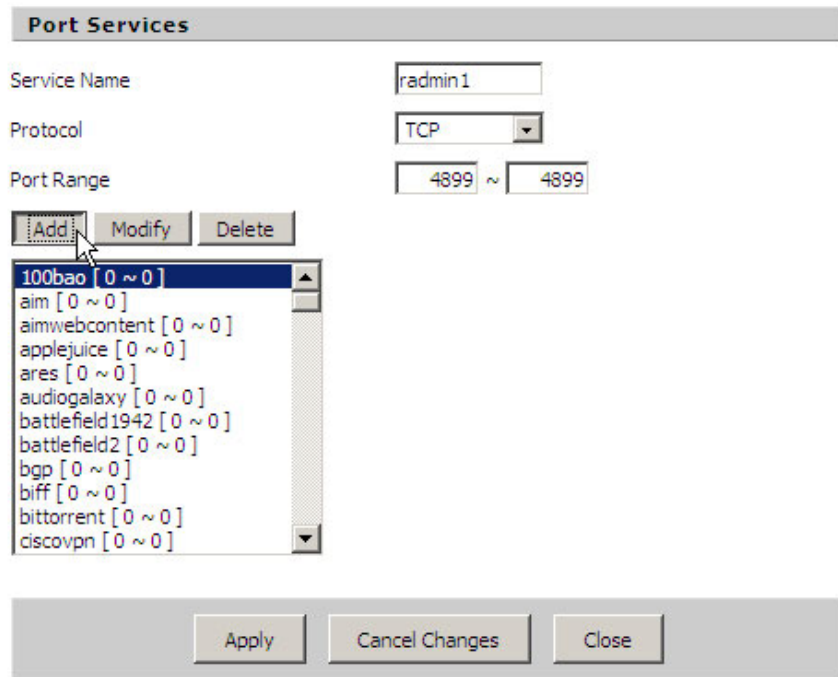 Port Services
Service Name radmin1
Protocol TCP
Port Range 4899 ~ 4899
Add Modify Delete
100bao [ 0 ~ 0 ]
aim [ 0 ~ 0 ]
aimwebcontent [ 0 ~ 0 ]
applejuice [ 0 ~ 0 ]
ares [ 0 ~ 0 ]
audiogalaxy [ 0 ~ 0 ]
battlefield1942 [ 0 ~ 0 ]
battlefield2 [ 0 ~ 0 ]
bgp [ 0 ~ 0 ]
biff [ 0 ~ 0 ]
bittorrent [ 0 ~ 0 ]
ciscovpn [ 0 ~ 0 ]
Apply Cancel Changes Close